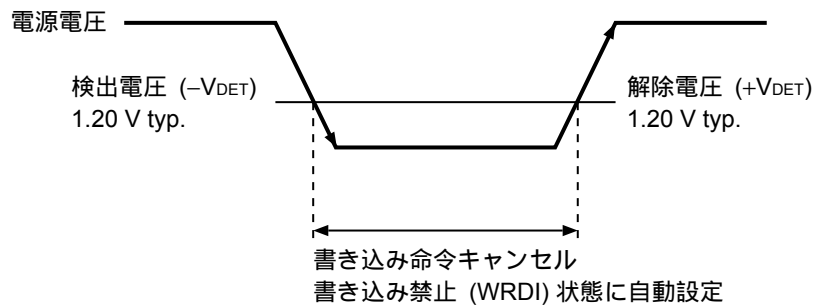 電源電圧
検出電圧 (−VDET)
1.20 V typ.
解除電圧 (+VDET)
1.20 V typ.
書き込み命令キャンセル
書き込み禁止 (WRDI) 状態に自動設定